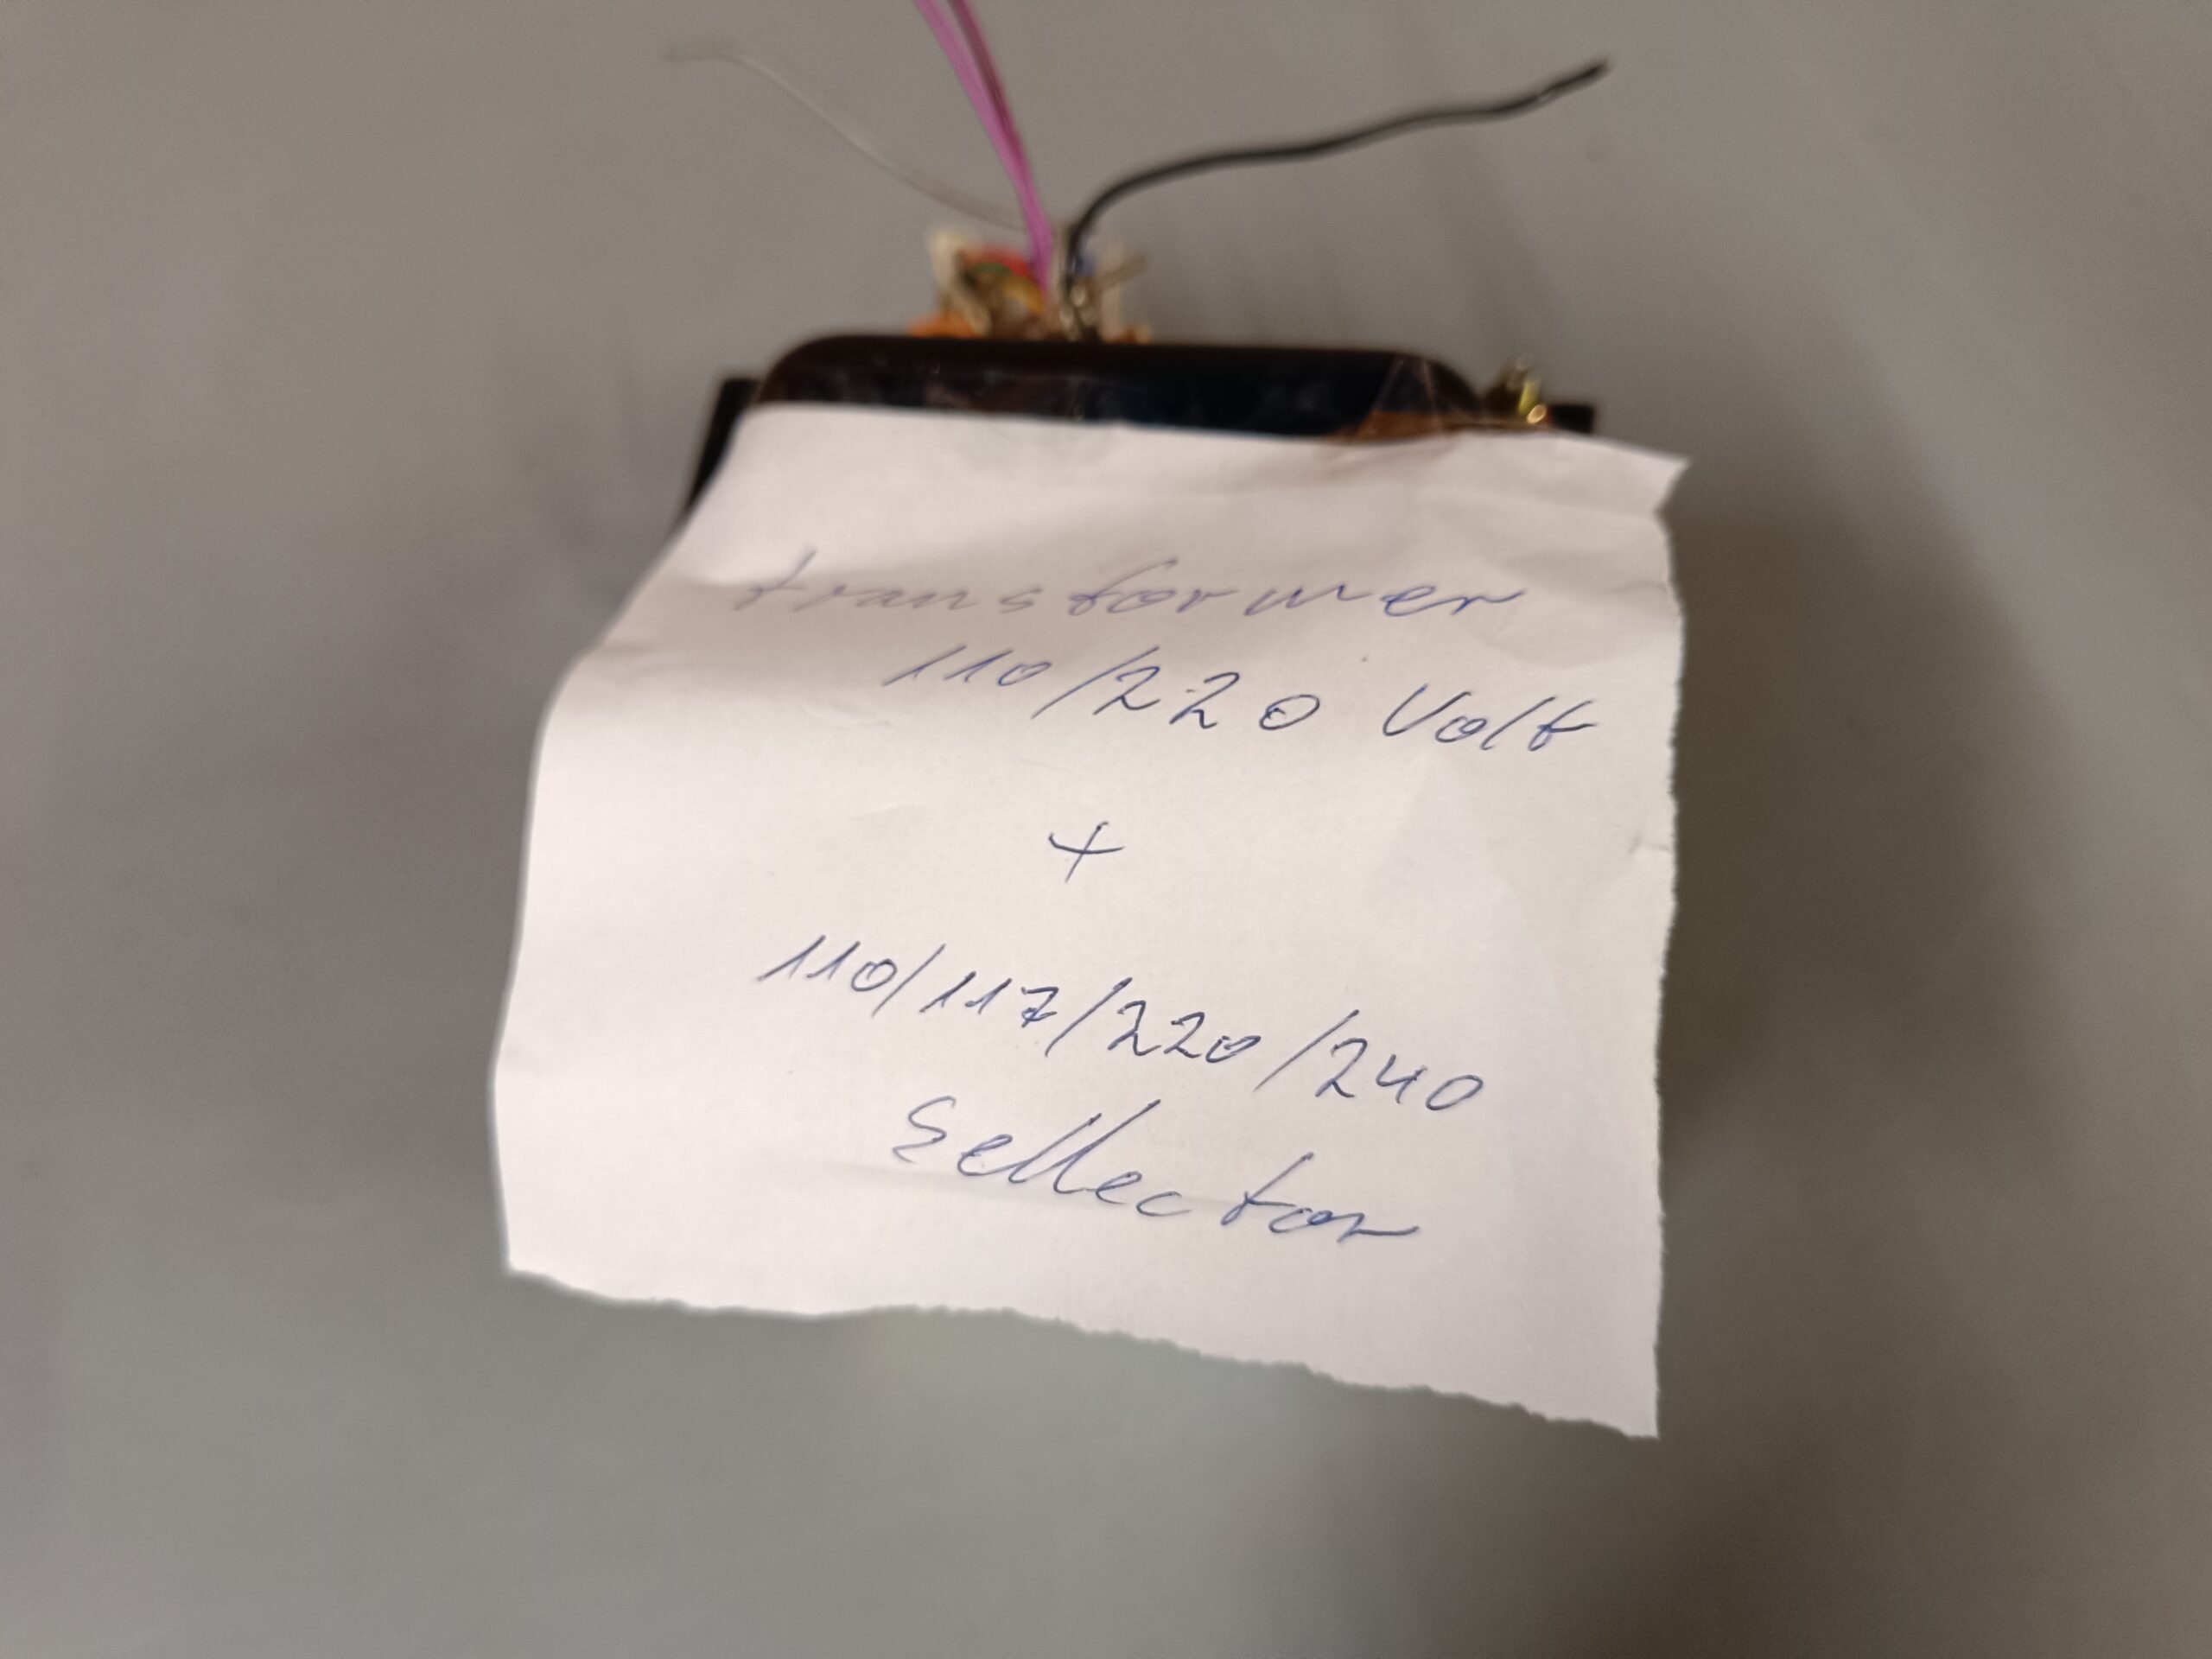 transformer
110/220 Volt
+
110/117/220/240
Sellector